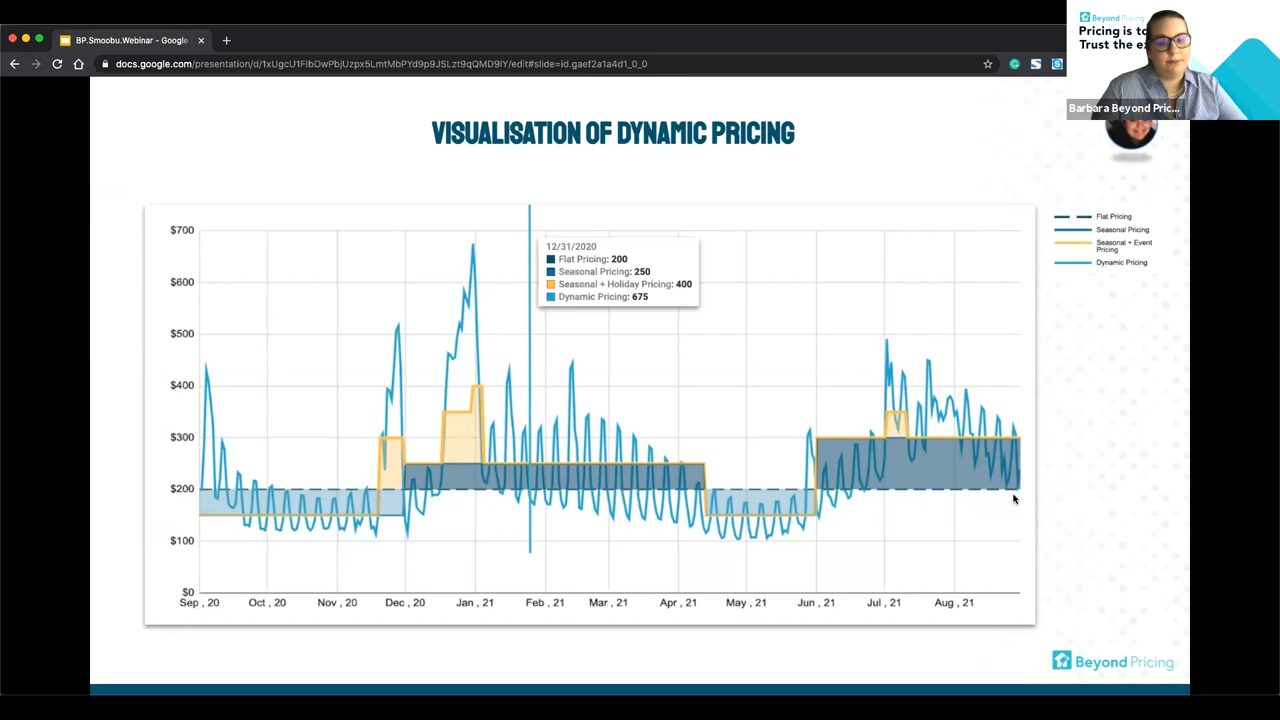 BP.Smoobu.Webinar - Google
docs.google.com/presentation/d/1xUgcU1FlbOwPbjUzpx5LmtMbPYd9p9JSLzt9qQMD9lY/edit#slide=id.gaef2a1a4d1_0_0
Beyond Pricing
Pricing is to
Trust the e
Barbara Beyond Pric...
VISUALISATION OF DYNAMIC PRICING
$700
$600
$500
$400
$300
$200
$100
$0
12/31/2020
Flat Pricing: 200
Seasonal Pricing: 250
Seasonal + Holiday Pricing: 400
Dynamic Pricing: 675
Flat Pricing
Seasonal Pricing
Seasonal + Event
Pricing
Dynamic Pricing
Sep , 20 Oct , 20 Nov , 20 Dec , 20 Jan , 21 Feb , 21 Mar , 21 Apr , 21 May , 21 Jun , 21 Jul , 21 Aug , 21
Beyond Pricing